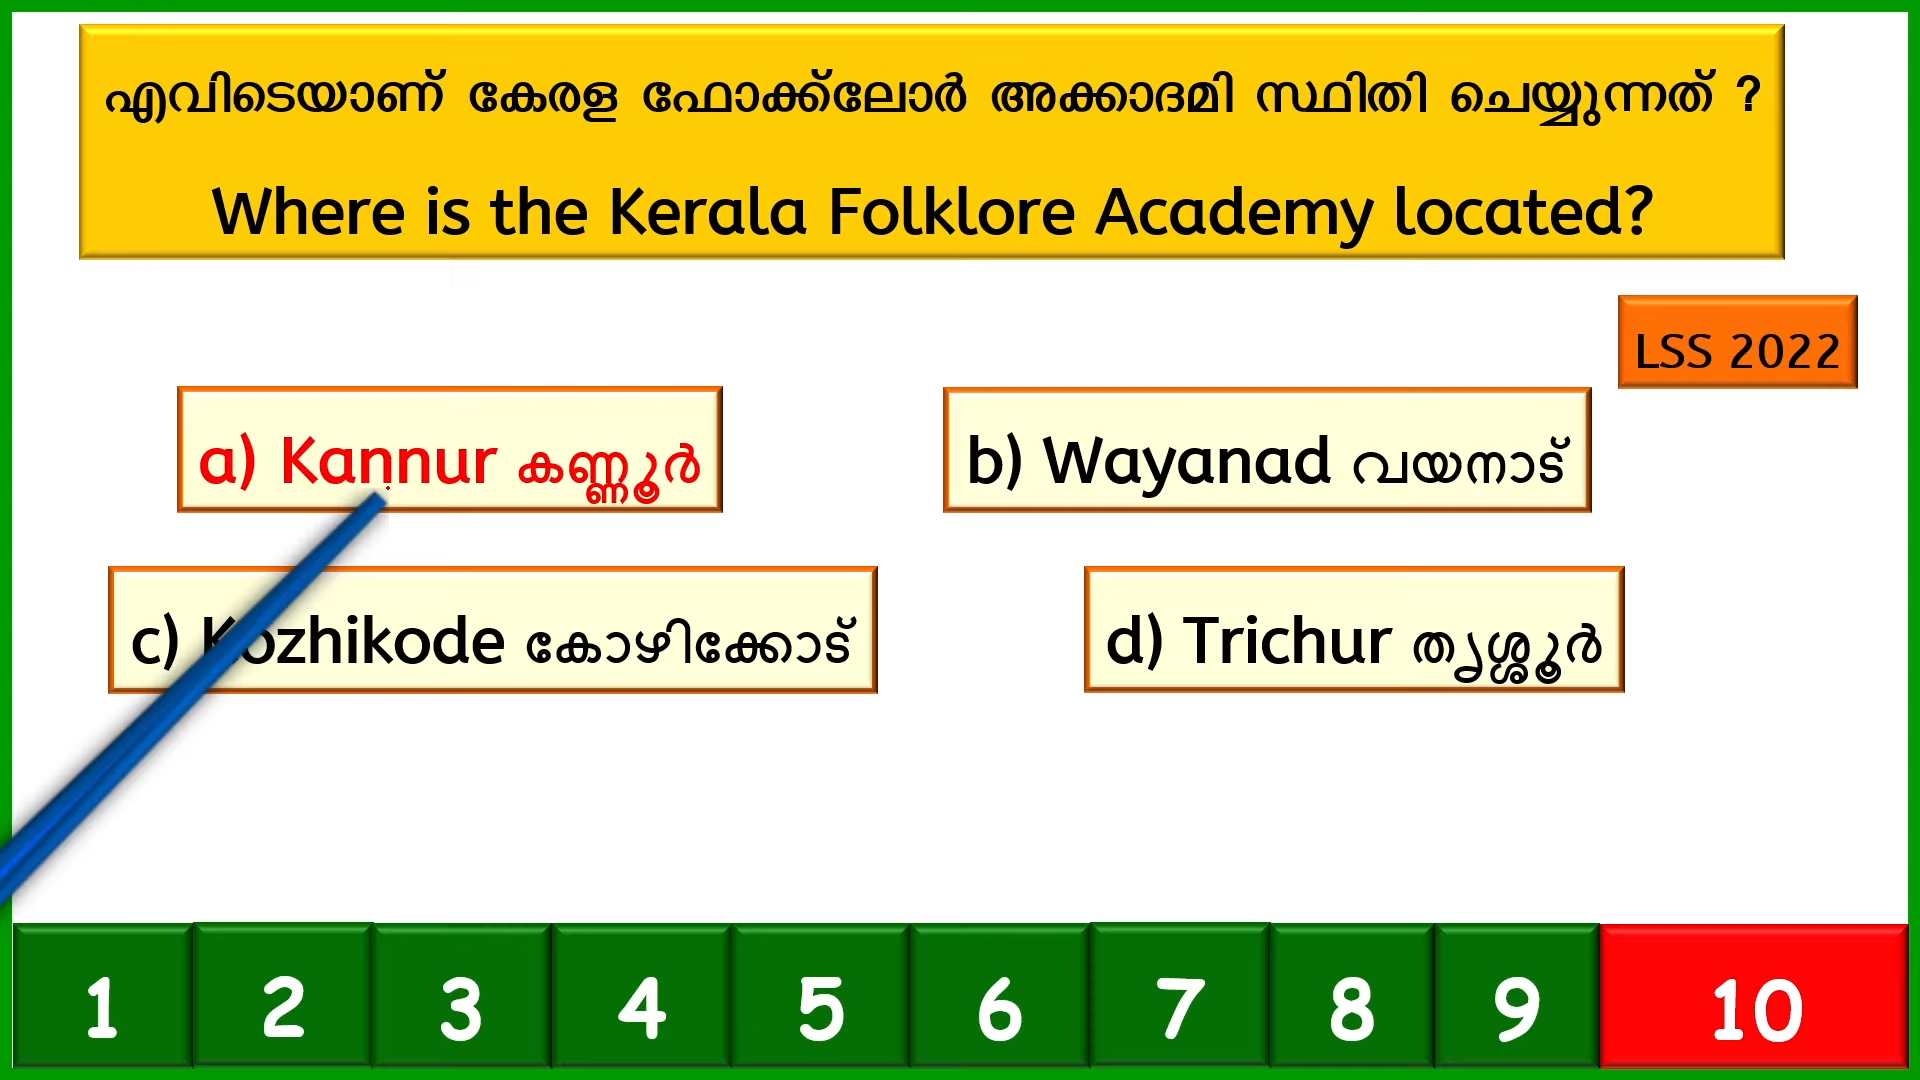 എവിടെയാണ് കേരള ഫോക്ക്ലോർ അക്കാദമി സ്ഥിതി ചെയ്യുന്നത് ?
Where is the Kerala Folklore Academy located?
LSS 2022
a) Kannur കണ്ണൂർ
b) Wayanad വയനാട്
c) Kozhikode കോഴിക്കോട്
d) Trichur തൃശ്ശൂർ
1 2 3 4 5 6 7 8 9 10